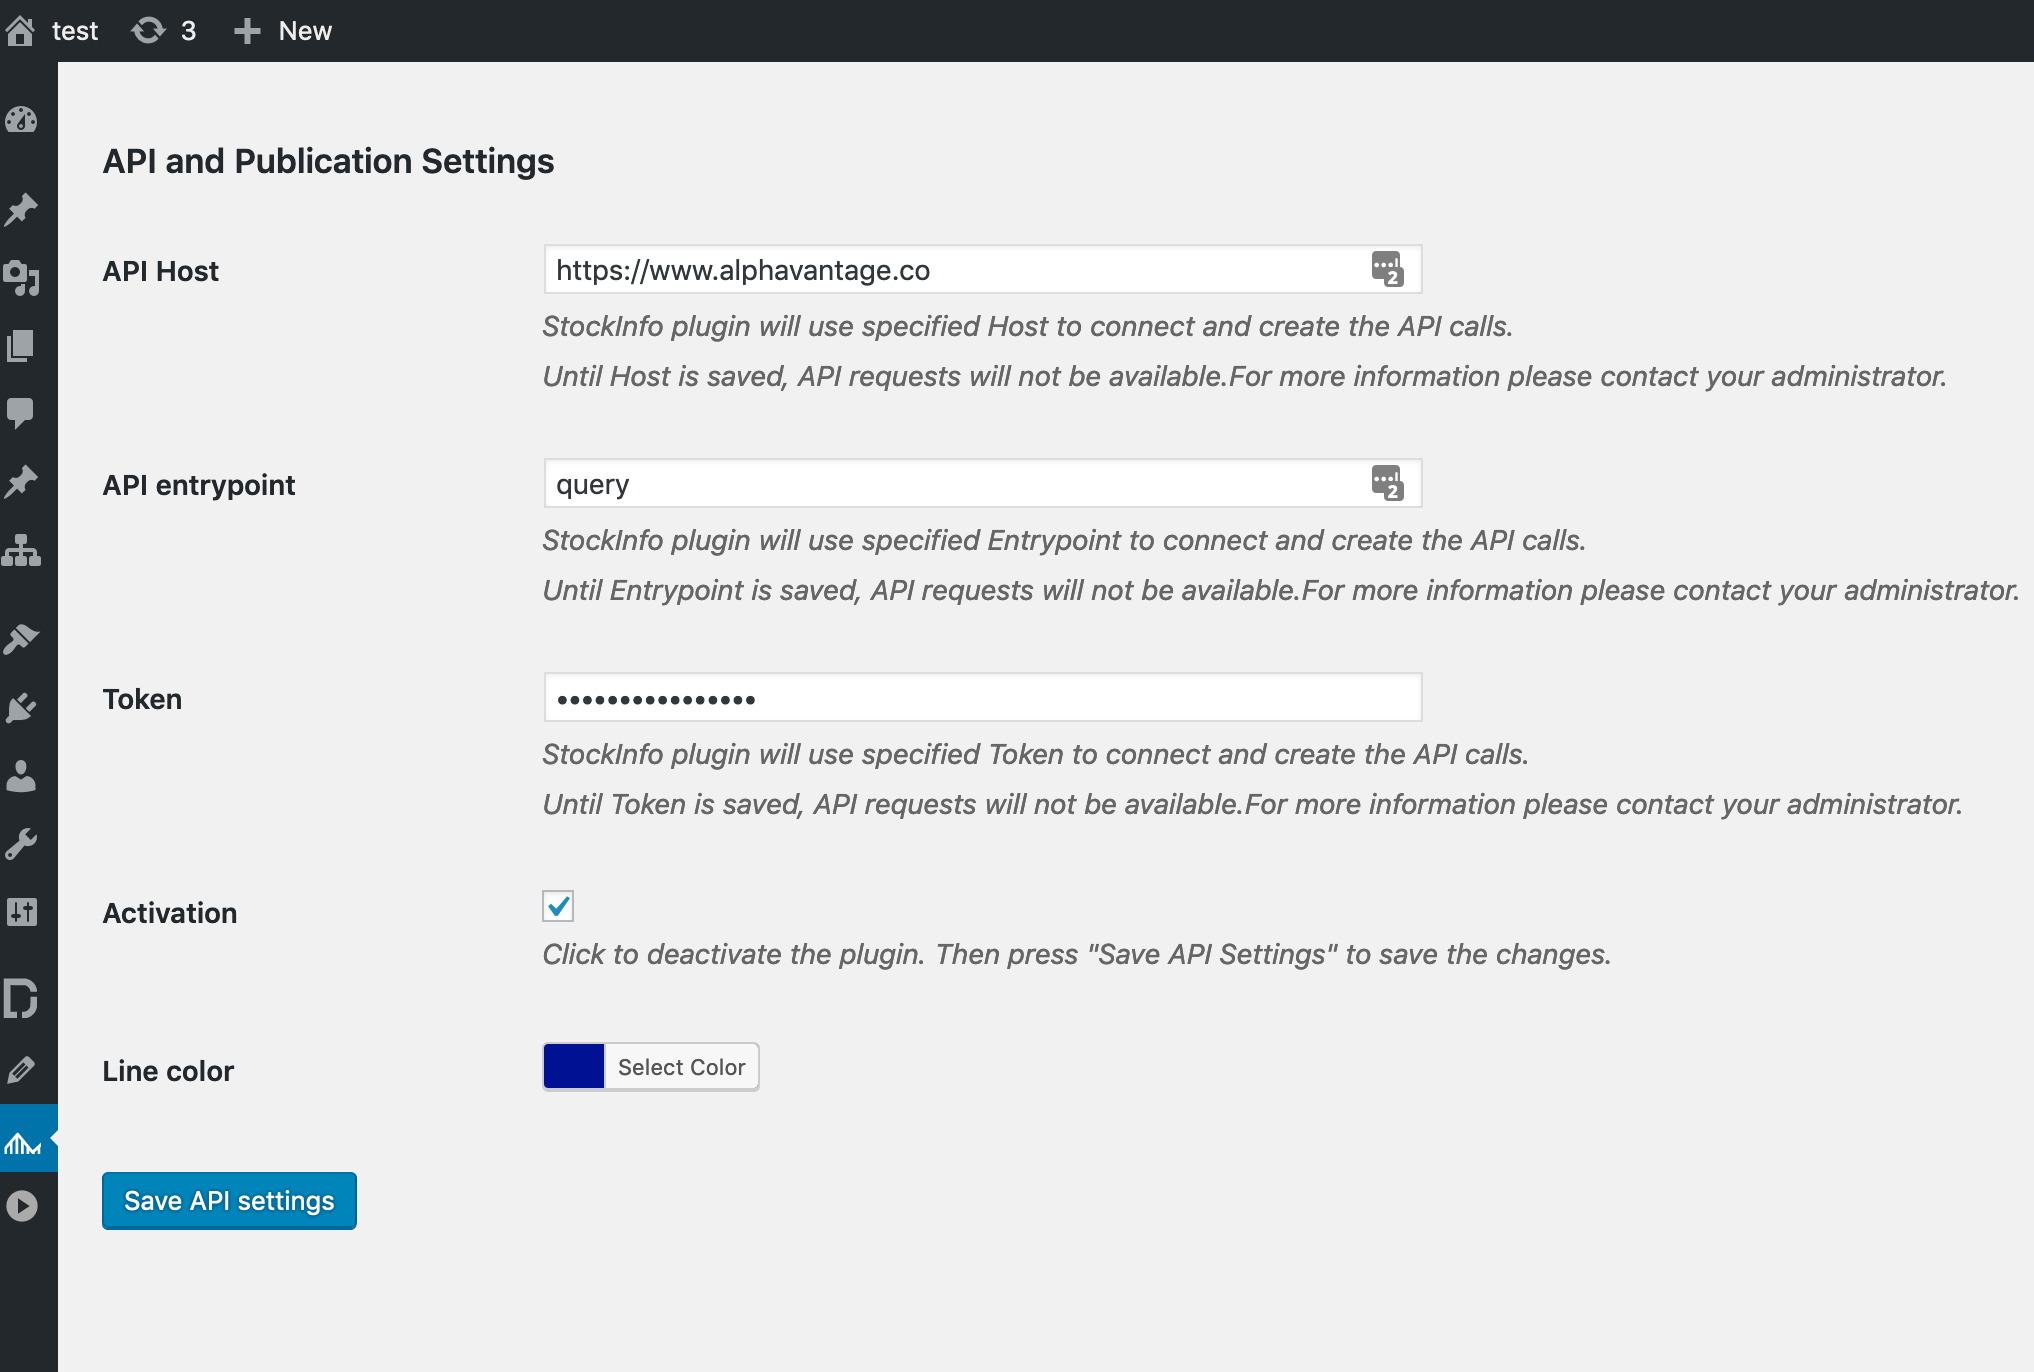 test 3 New
API and Publication Settings
API Host
https://www.alphavantage.co
2
StockInfo plugin will use specified Host to connect and create the API calls.
Until Host is saved, API requests will not be available.For more information please contact your administrator.
API entrypoint
query
2
StockInfo plugin will use specified Entrypoint to connect and create the API calls.
Until Entrypoint is saved, API requests will not be available.For more information please contact your administrator.
Token
••••••••••••••••
StockInfo plugin will use specified Token to connect and create the API calls.
Until Token is saved, API requests will not be available.For more information please contact your administrator.
Activation
Click to deactivate the plugin. Then press "Save API Settings" to save the changes.
Line color
Select Color
Save API settings